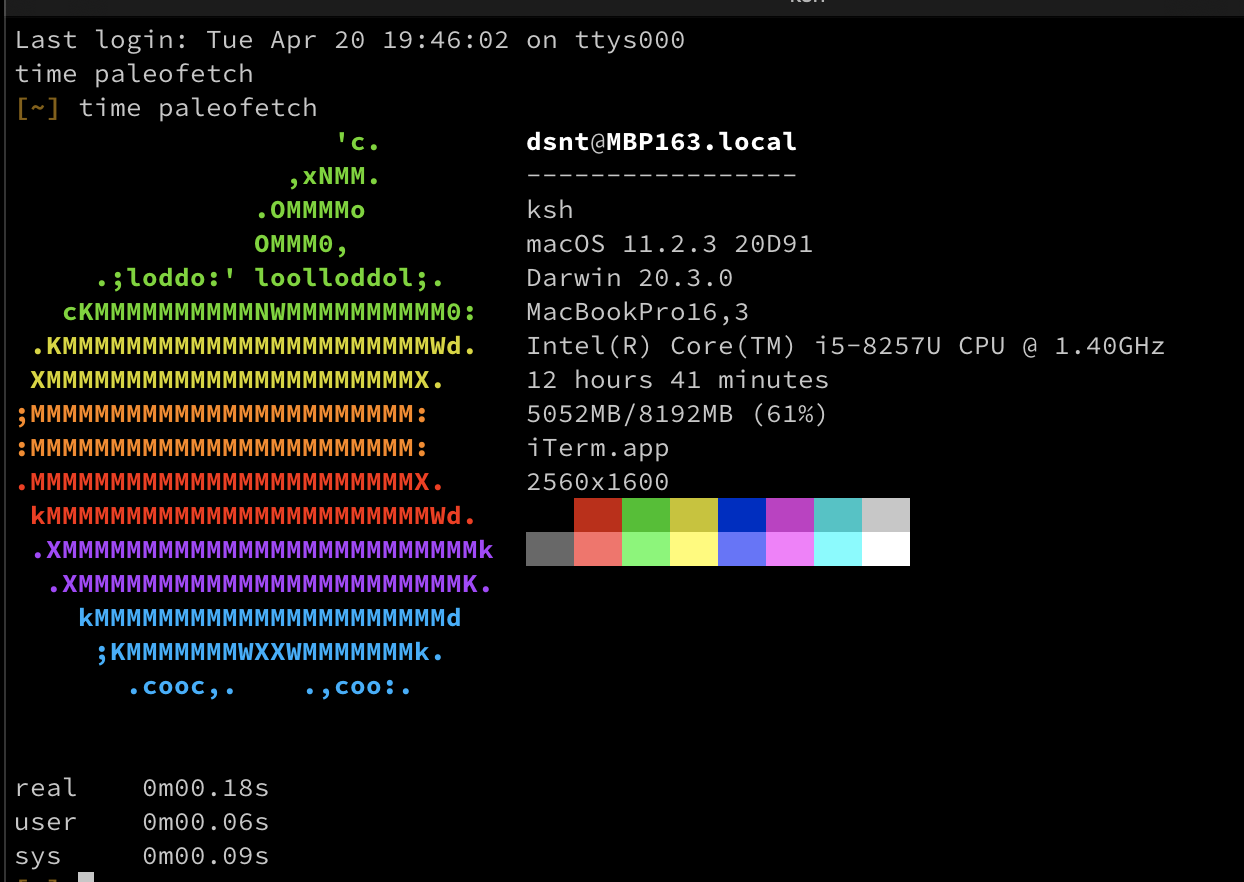 ksh
Last login: Tue Apr 20 19:46:02 on ttys000
time paleofetch
[~] time paleofetch
                    'c.          dsnt@MBP163.local
                 ,xNMM.          -----------------
               .OMMMMo           ksh
               OMMM0,            macOS 11.2.3 20D91
     .;loddo:' loolloddol;.      Darwin 20.3.0
   cKMMMMMMMMMMNWMMMMMMMMMM0:    MacBookPro16,3
 .KMMMMMMMMMMMMMMMMMMMMMMMWd.    Intel(R) Core(TM) i5-8257U CPU @ 1.40GHz
 XMMMMMMMMMMMMMMMMMMMMMMMX.      12 hours 41 minutes
;MMMMMMMMMMMMMMMMMMMMMMMM:       5052MB/8192MB (61%)
:MMMMMMMMMMMMMMMMMMMMMMMM:       iTerm.app
.MMMMMMMMMMMMMMMMMMMMMMMMX.      2560x1600
 kMMMMMMMMMMMMMMMMMMMMMMMMWd.
 .XMMMMMMMMMMMMMMMMMMMMMMMMMMk
  .XMMMMMMMMMMMMMMMMMMMMMMMMK.
    kMMMMMMMMMMMMMMMMMMMMMMd
     ;KMMMMMMMWXXWMMMMMMMk.
       .cooc,.    .,coo:.
real    0m00.18s
user    0m00.06s
sys     0m00.09s